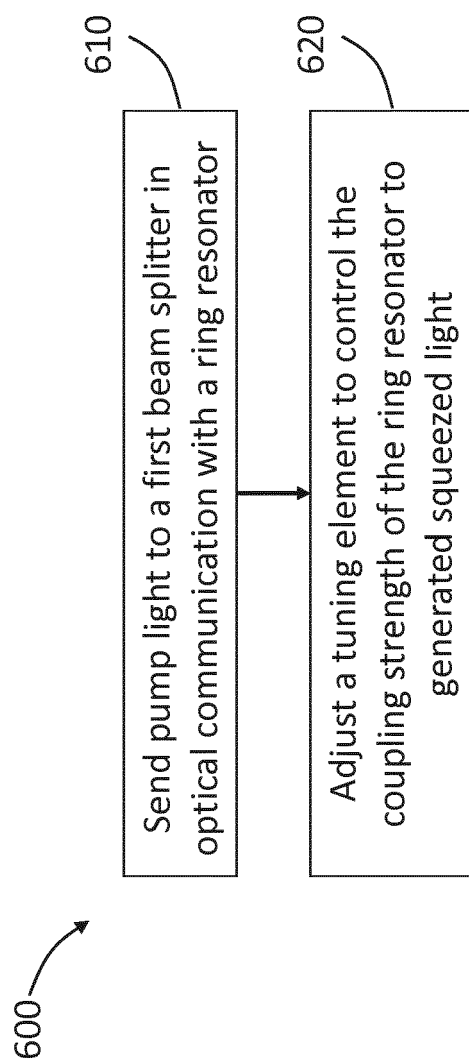 600
610
Send pump light to a first beam splitter in
optical communication with a ring resonator
620
Adjust a tuning element to control the
coupling strength of the ring resonator to
generated squeezed light